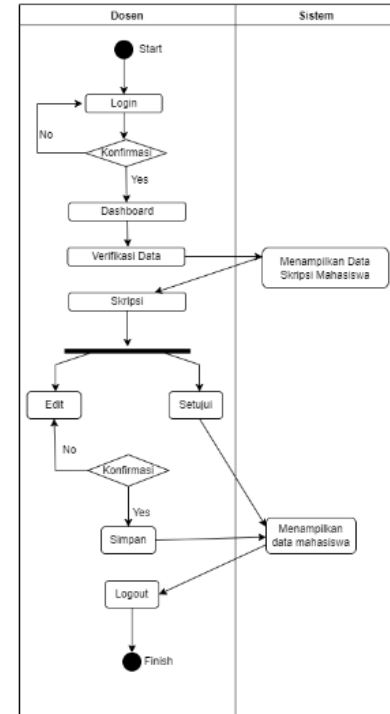 Dosen
Sistem
Start
Login
No
Konfirmasi
Yes
Dashboard
Verifikasi Data
Menampilkan Data
Skripsi Mahasiswa
Skripsi
Edit
Setujui
No
Konfirmasi
Yes
Simpan
Menampilkan
data mahasiswa
Logout
Finish